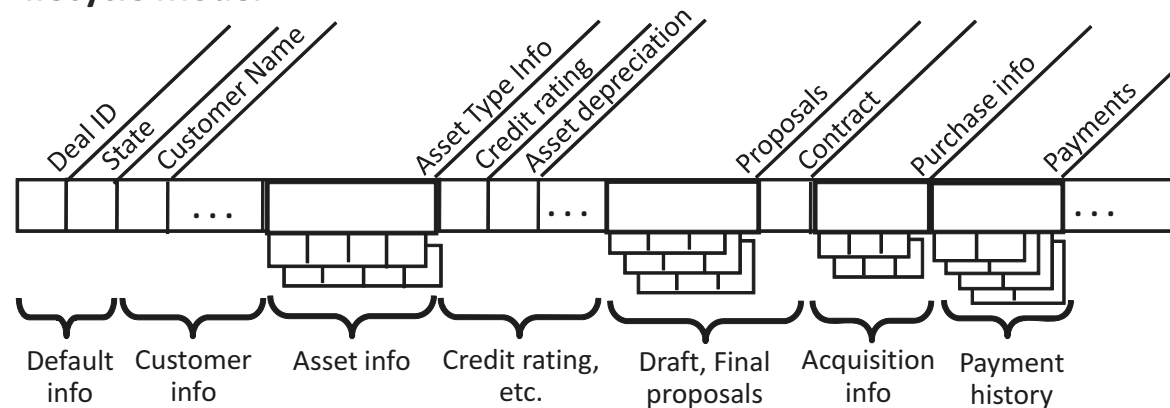 Deal ID
State
Customer Name
Asset Type Info
Credit rating
Asset depreciation
Proposals
Contract
Purchase info
Payments
...
...
...
Default
info
Customer
info
Asset info
Credit rating,
etc.
Draft, Final
proposals
Acquisition
info
Payment
history